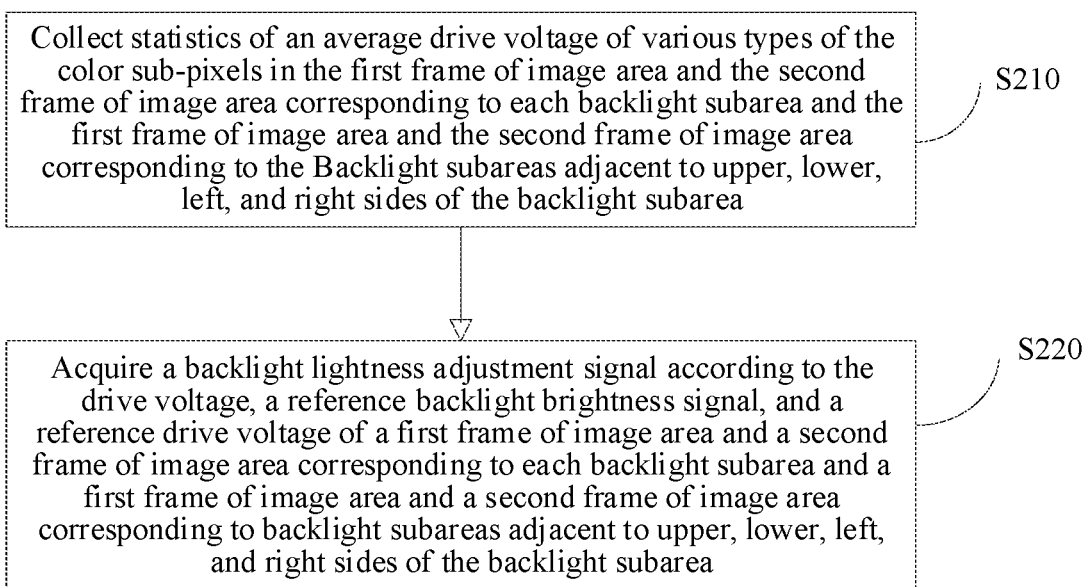 Collect statistics of an average drive voltage of various types of the
color sub-pixels in the first frame of image area and the second
frame of image area corresponding to each backlight subarea and the
first frame of image area and the second frame of image area
corresponding to the Backlight subareas adjacent to upper, lower,
left, and right sides of the backlight subarea
S210
Acquire a backlight lightness adjustment signal according to the
drive voltage, a reference backlight brightness signal, and a
reference drive voltage of a first frame of image area and a second
frame of image area corresponding to each backlight subarea and a
first frame of image area and a second frame of image area
corresponding to backlight subareas adjacent to upper, lower, left,
and right sides of the backlight subarea
S220